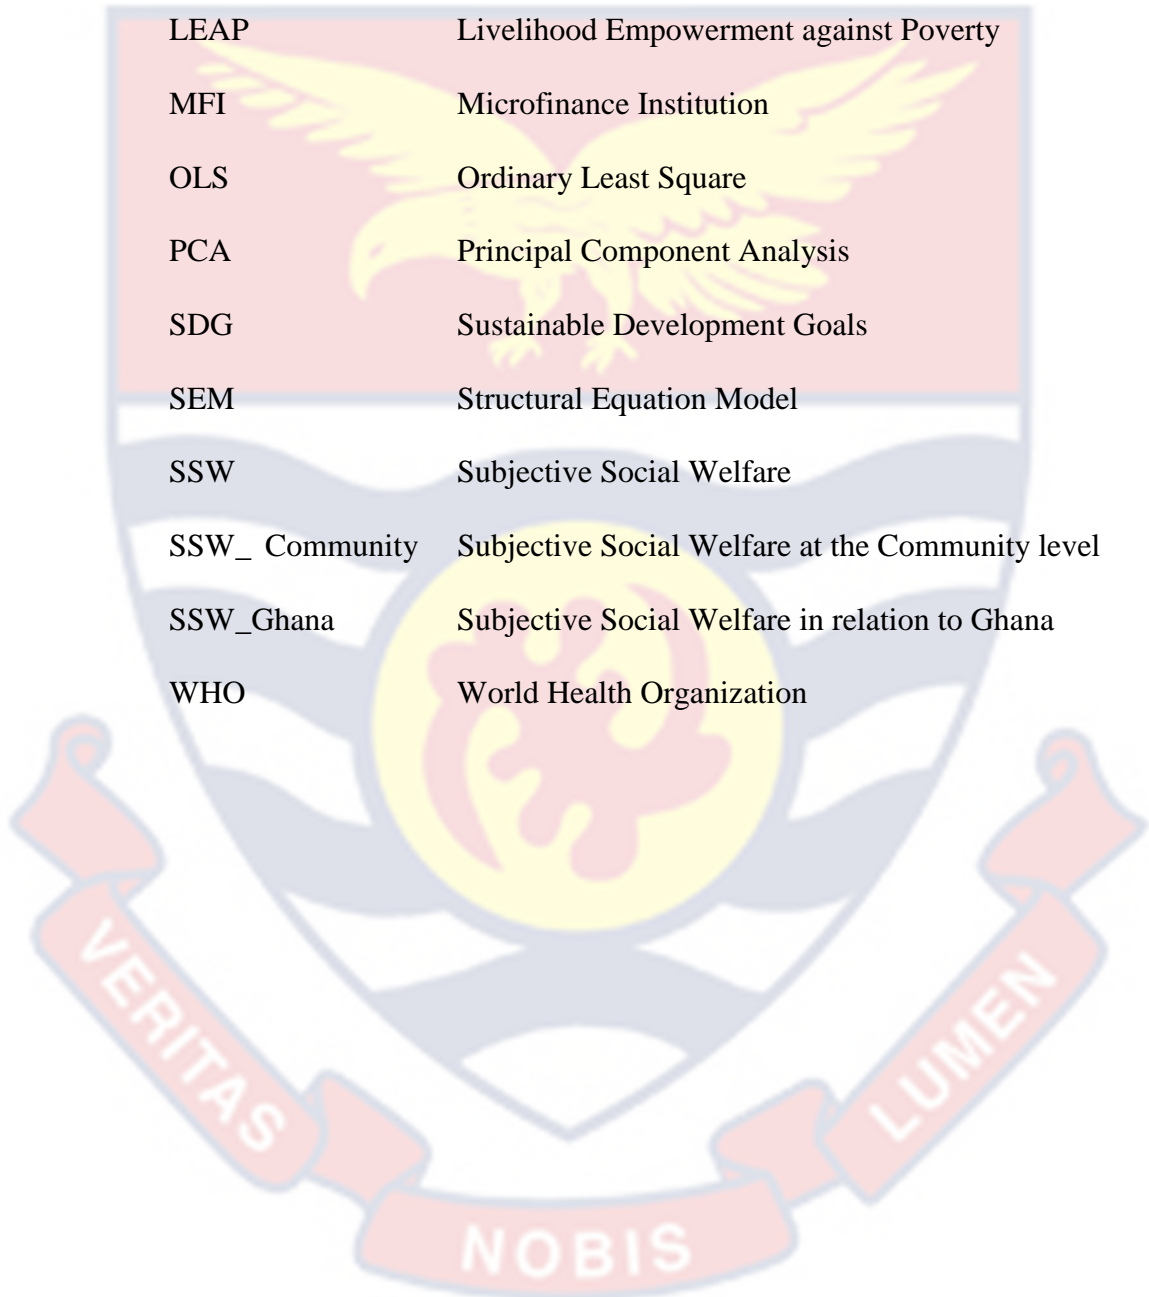 LEAP Livelihood Empowerment against Poverty
MFI Microfinance Institution
OLS Ordinary Least Square
PCA Principal Component Analysis
SDG Sustainable Development Goals
SEM Structural Equation Model
SSW Subjective Social Welfare
SSW_ Community Subjective Social Welfare at the Community level
SSW_Ghana Subjective Social Welfare in relation to Ghana
WHO World Health Organization
VERITAS
NOBIS
LUMEN